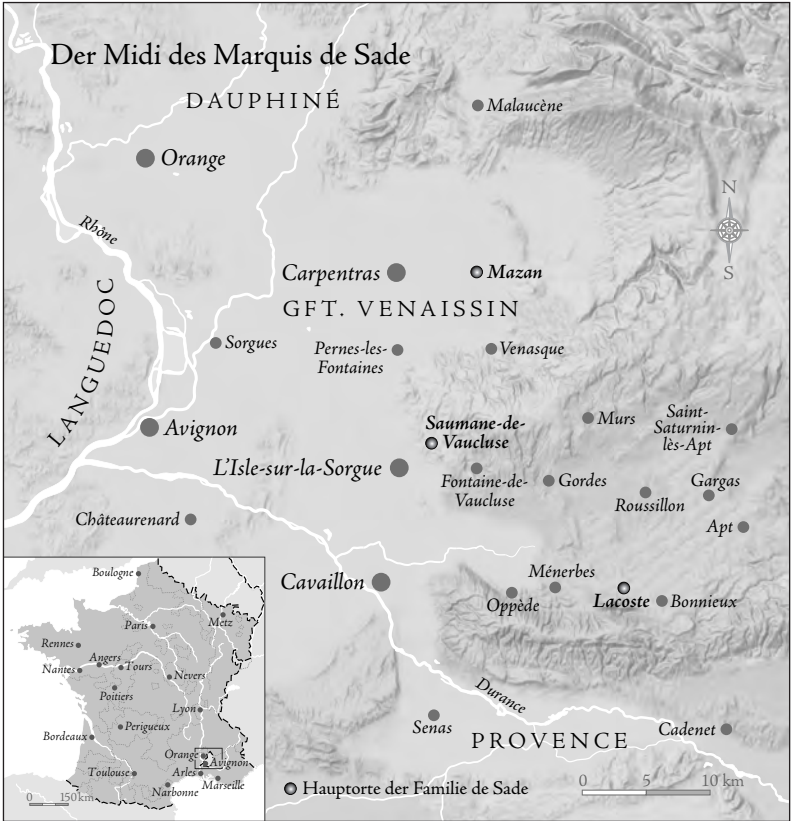 Der Midi des Marquis de Sade
DAUPHINÉ
Malaucène
Orange
N
S
Rhône
Carpentras
Mazan
GFT. VENAISSIN
LANGUEDOC
Sorgues
Pernes-les-
Fontaines
Venasque
Avignon
Saumane-de-
Vaucluse
Murs
Saint-
Saturnin-
lès-Apt
L'Isle-sur-la-Sorgue
Fontaine-de-
Vaucluse
Gordes
Roussillon
Gargas
Châteaurenard
Apt
Cavaillon
Oppède
Ménerbes
Lacoste
Bonnieux
Durance
Senas
PROVENCE
Cadenet
Hauptorte der Familie de Sade
0 5 10 km
Boulogne
Paris
Metz
Rennes
Angers
Nantes
Tours
Nevers
Poitiers
Lyon
Perigueux
Bordeaux
Orange
Avignon
Toulouse
Arles
Marseille
Narbonne
0 150 km